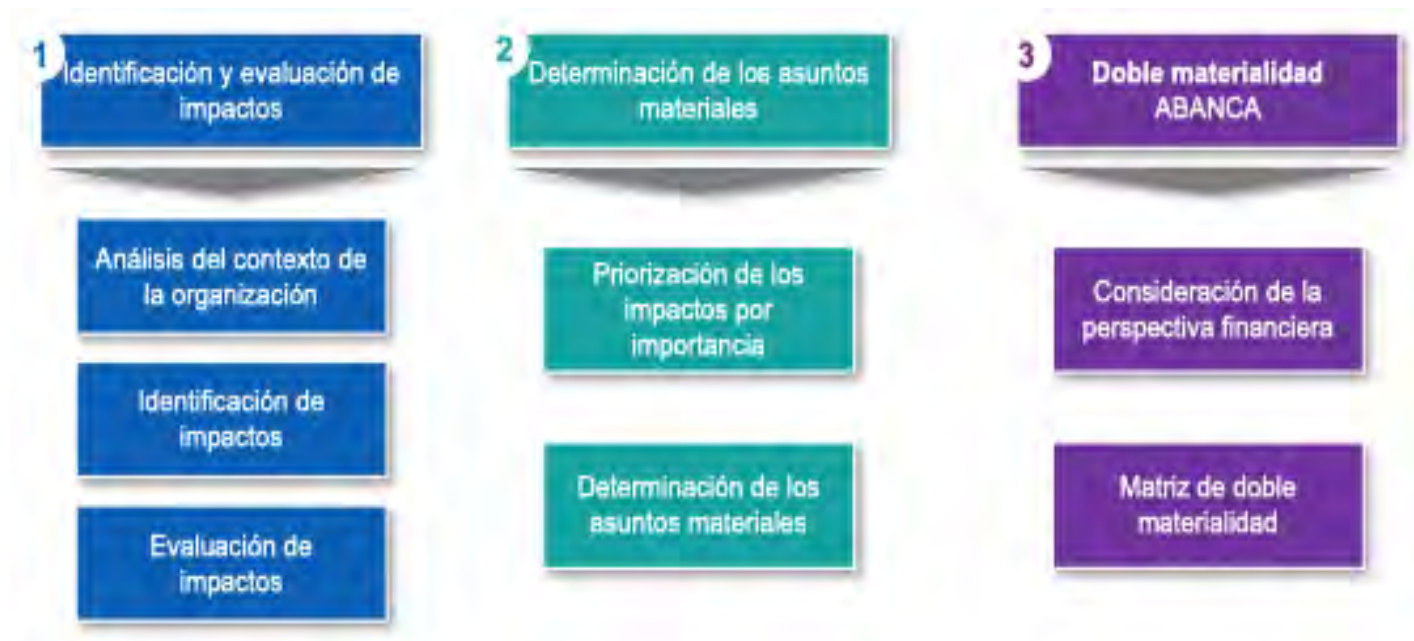 1
Identificación y evaluación de
impactos
Análisis del contexto de
la organización
Identificación de
impactos
Evaluación de
impactos
2
Determinación de los asuntos
materiales
Priorización de los
impactos por
importancia
Determinación de los
asuntos materiales
3
Doble materialidad
ABANCA
Consideración de la
perspectiva financiera
Matriz de doble
materialidad